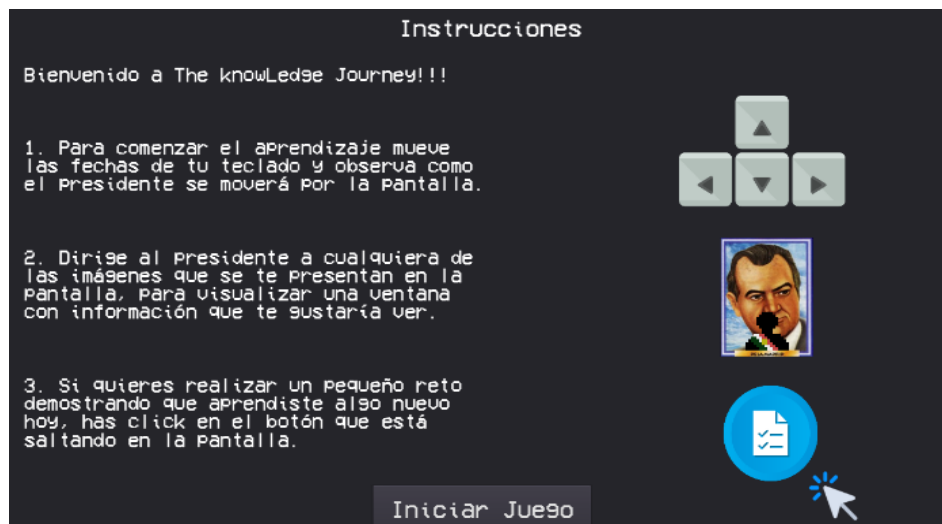 Instrucciones
Bienvenido a The knowLedge Journey!!!
1. Para comenzar el aprendizaje mueve
las fechas de tu teclado y observa como
el presidente se moverá por la pantalla.
2. Dirige al presidente a cualquiera de
las imágenes que se te presentan en la
pantalla, para visualizar una ventana
con información que te gustaría ver.
3. Si quieres realizar un pequeño reto
demostrando que aprendiste algo nuevo
hoy, has click en el botón que está
saltando en la pantalla.
Iniciar Juego